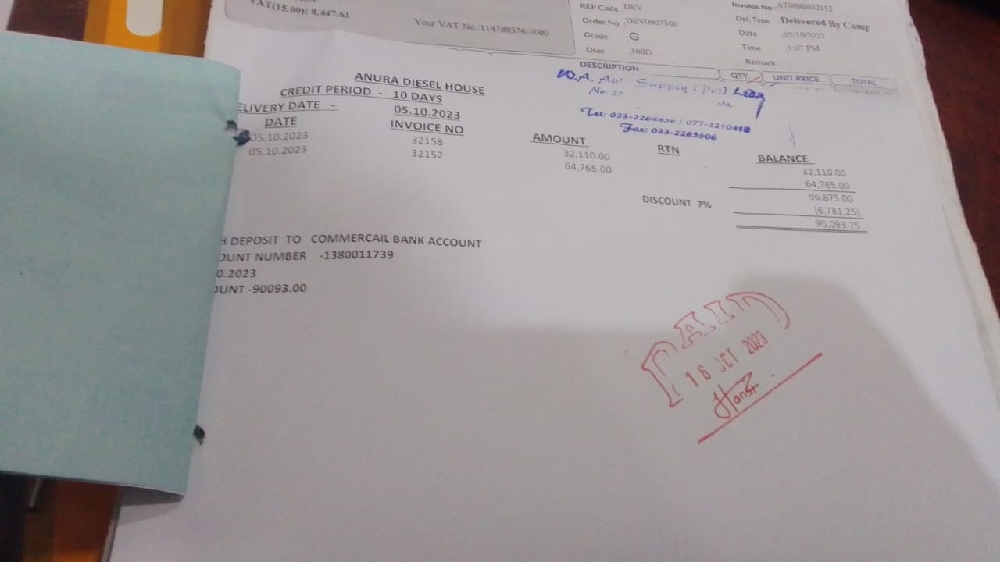 VAT(15.00): 8,447.61
Your VAT No :114780376-7000
REP Code DEV
Order No
Grade G
User 300D
Invoice No
Del. Type Delivered By Comp
Date
Time 3:07 PM
Remark
DESCRIPTION QTY. UNIT PRICE TOTAL
ANURA DIESEL HOUSE
CREDIT PERIOD - 10 DAYS
ELIVERY DATE - 05.10.2023
DATE INVOICE NO AMOUNT RTN BALANCE
05.10.2023 32158 32,110.00 32,110.00
05.10.2023 32152 64,765.00 64,765.00
96,875.00
DISCOUNT 7% (6,781.25)
90,093.75
H DEPOSIT TO COMMERCAIL BANK ACCOUNT
OUNT NUMBER -1380011739
0.2023
OUNT -90093.00
PAID
16 OCT 2023